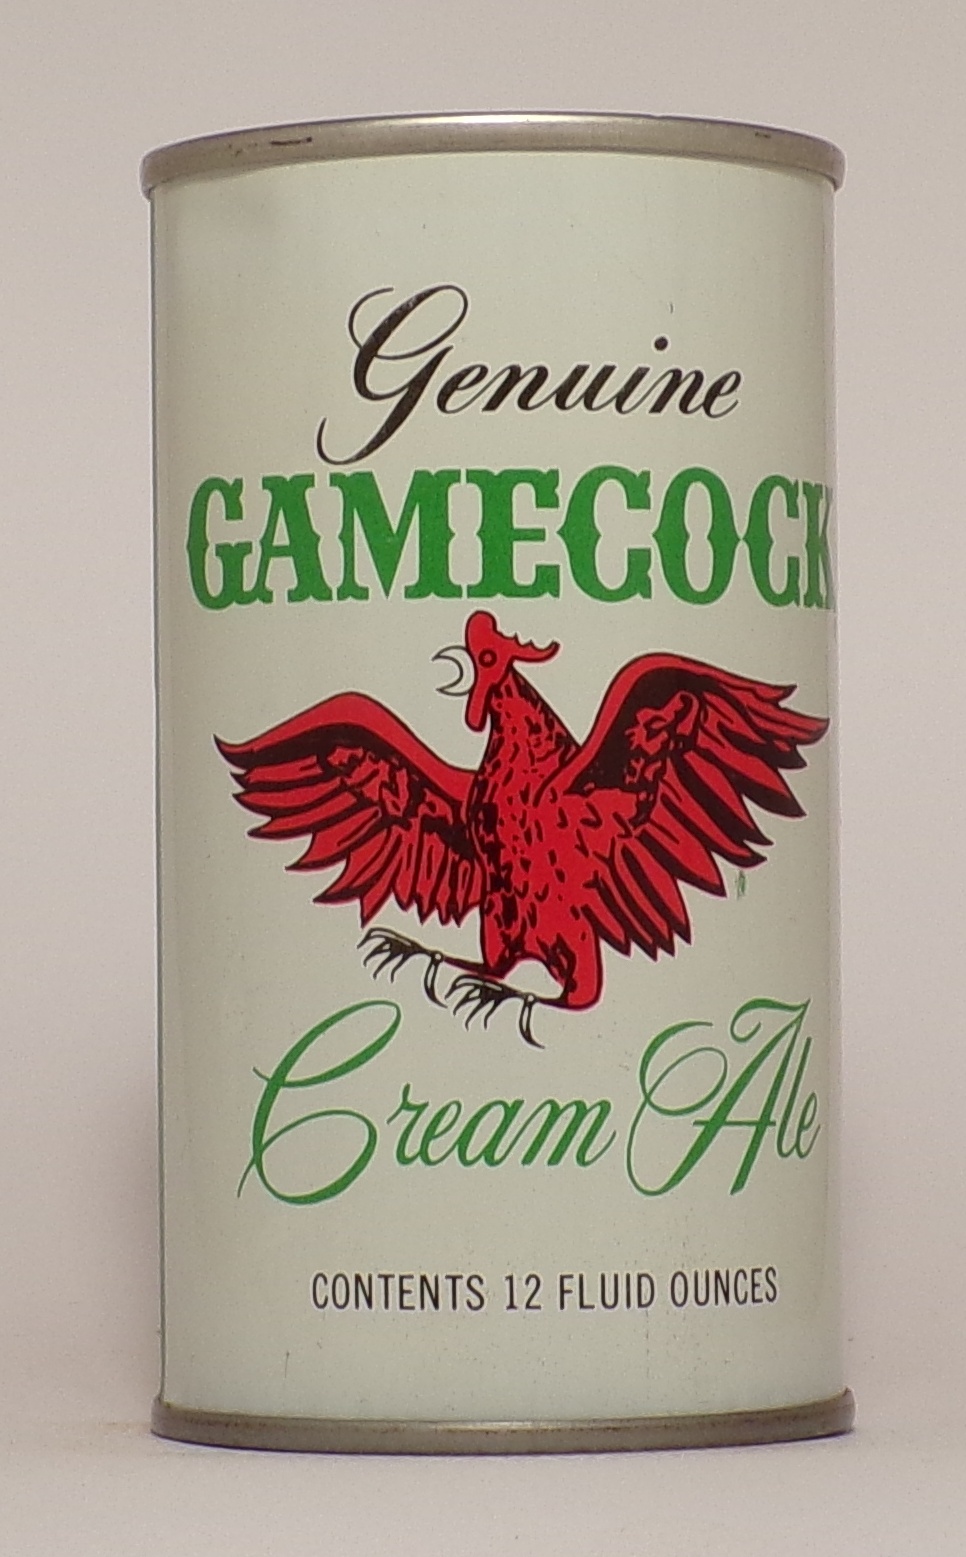 Genuine
GAMECOCK
Cream Ale
CONTENTS 12 FLUID OUNCES